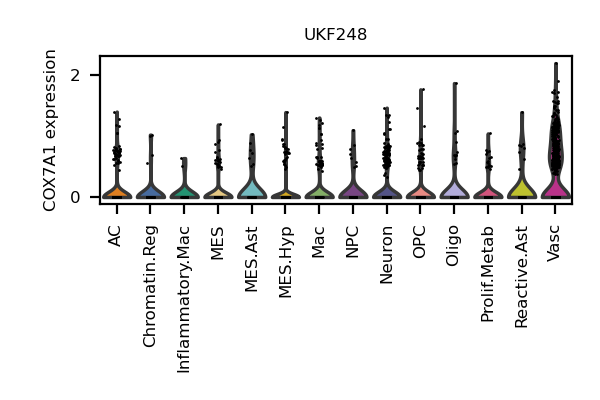 UKF248
COX7A1 expression
2
0
AC
Chromatin.Reg
Inflammatory.Mac
MES
MES.Ast
MES.Hyp
Mac
NPC
Neuron
OPC
Oligo
Prolif.Metab
Reactive.Ast
Vasc